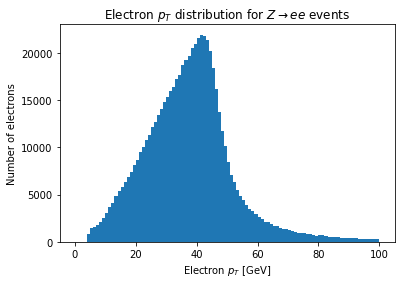 Electron $p_T$ distribution for $Z \rightarrow ee$ events
20000
15000
10000
5000
0
Number of electrons
0 20 40 60 80 100
Electron $p_T$ [GeV]